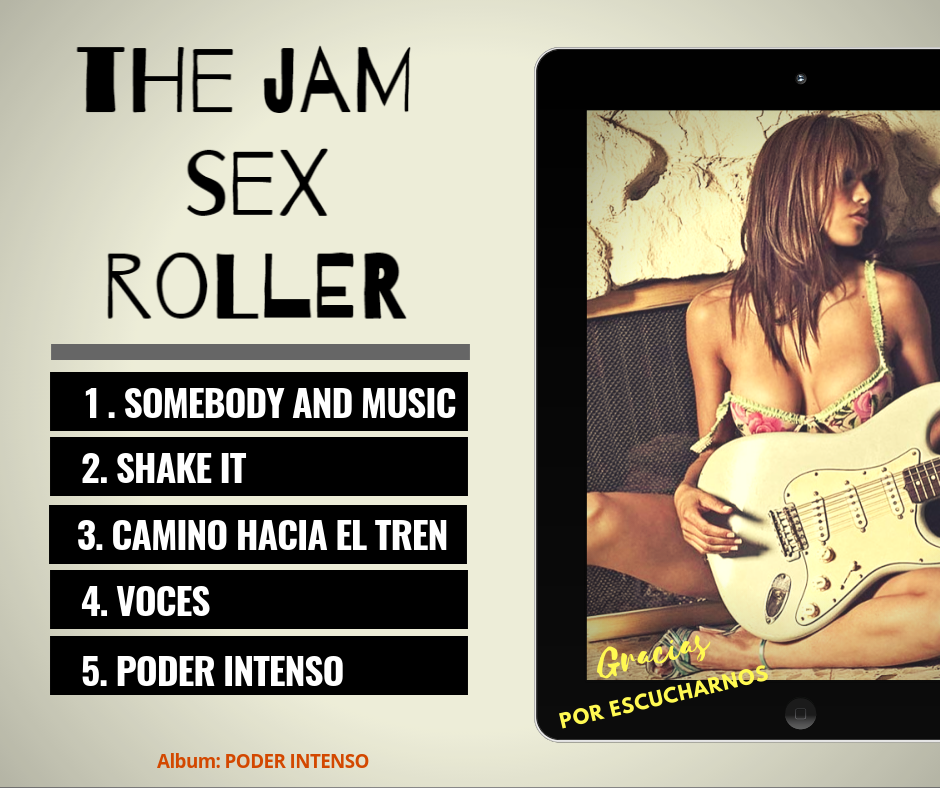 THE JAM
SEX
ROLLER
1 . SOMEBODY AND MUSIC
2. SHAKE IT
3. CAMINO HACIA EL TREN
4. VOCES
5. PODER INTENSO
Album: PODER INTENSO
Gracias
POR ESCUCHARNOS